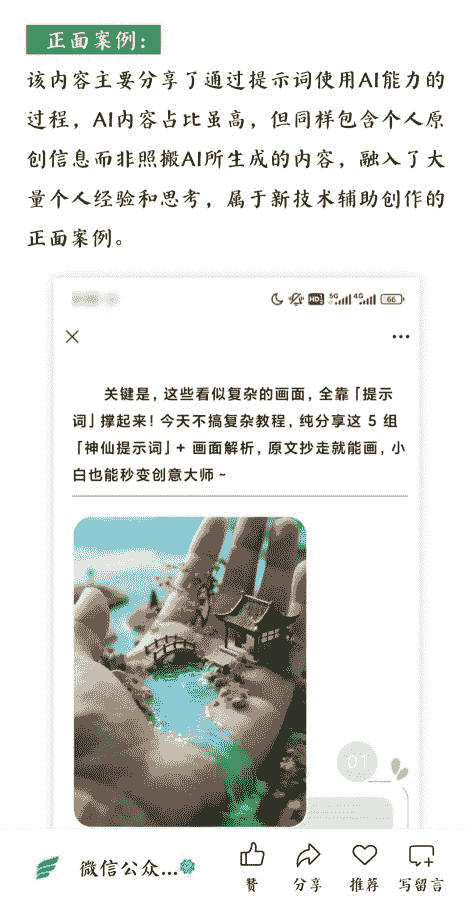 正面案例:
该内容主要分享了通过提示词使用AI能力的
过程，AI内容占比虽高，但同样包含个人原
创信息而非照搬AI所生成的内容，融入了大
量个人经验和思考，属于新技术辅助创作的
正面案例。
HD 5G 4G 66
关键是，这些看似复杂的画面，全靠「提示
词」撑起来！今天不搞复杂教程，纯分享这 5 组
「神仙提示词」+ 画面解析，原文抄走就能画，小
白也能秒变创意大师 ~
01
微信公众...
赞 分享 推荐 写留言